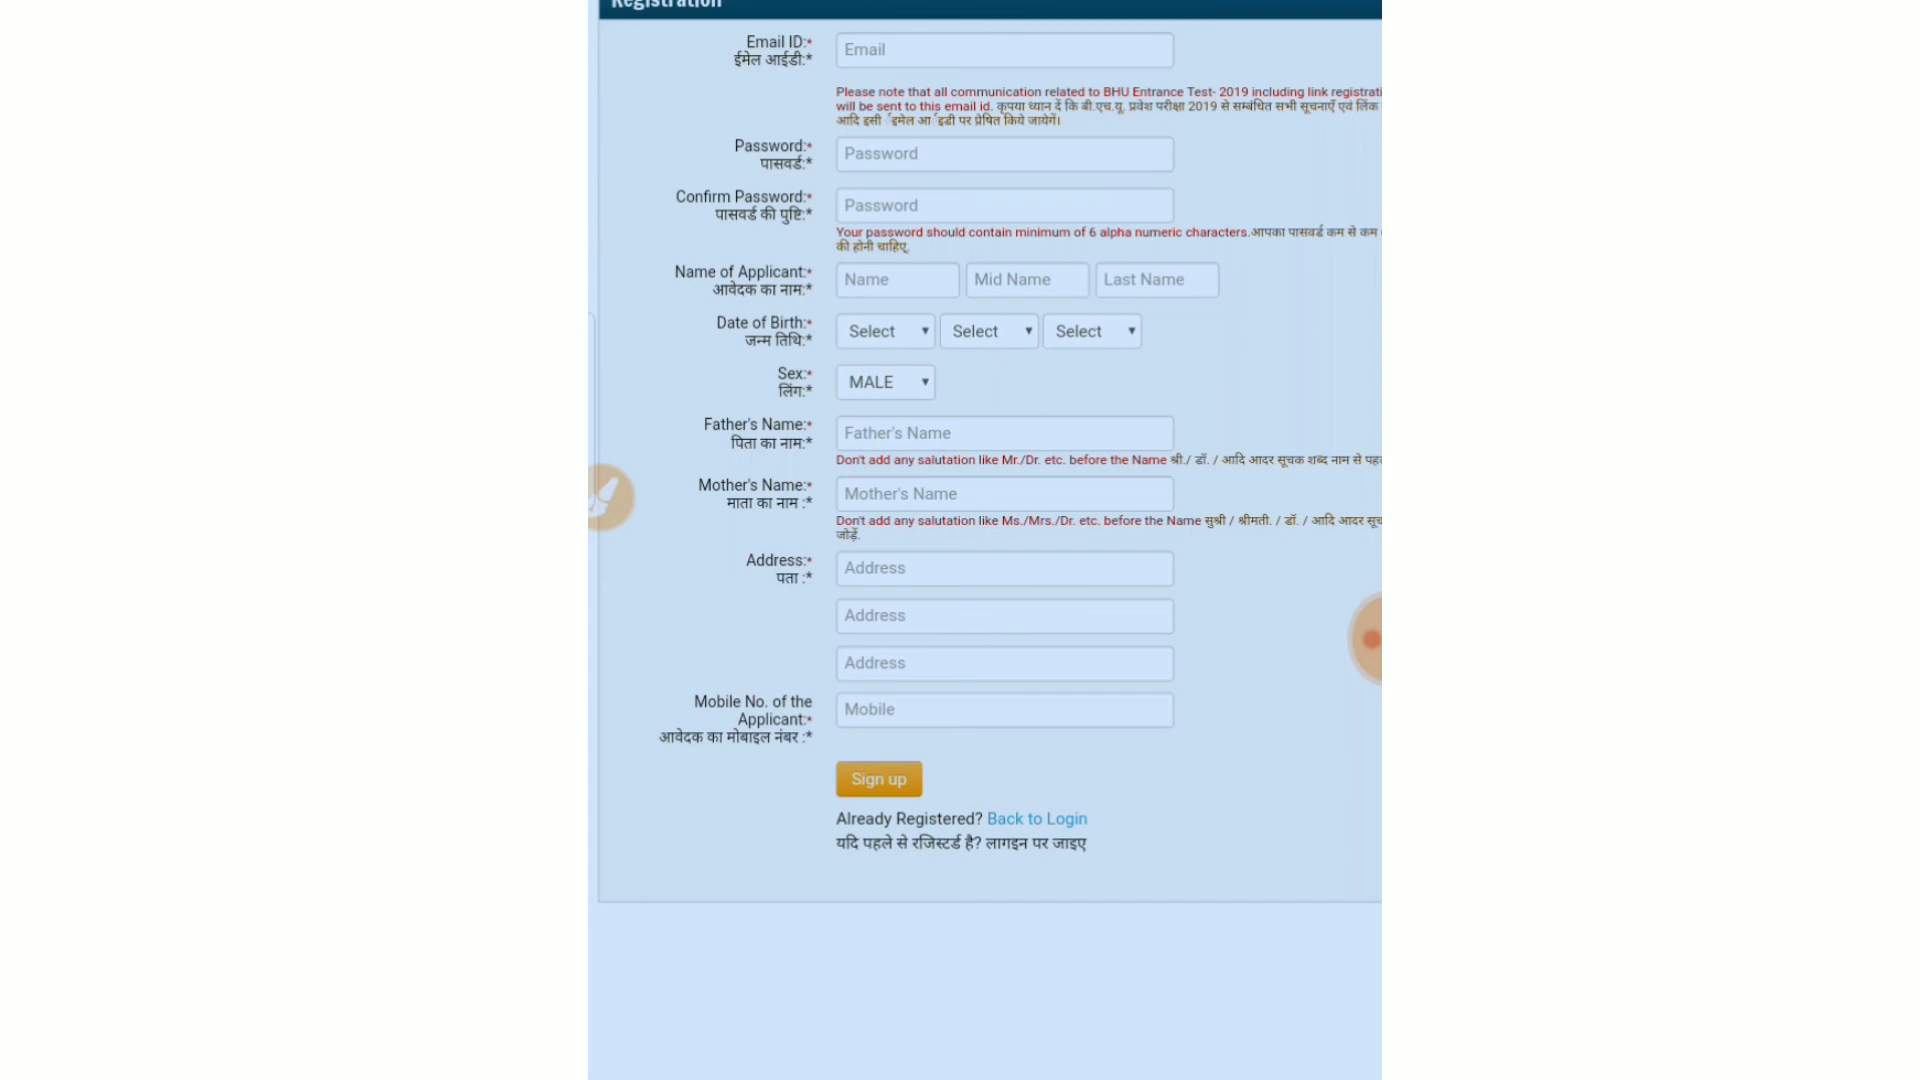 Registration
Email ID:*
ईमेल आईडी:*
Email
Please note that all communication related to BHU Entrance Test- 2019 including link
will be sent to this email id. कृपया ध्यान दें कि बी.एच.यू. प्रवेश परीक्षा 2019 से सम्बंधित सभी सूचनाएँ एवं लिंक
आदि इसी र्इमेल आर्इडी पर प्रेषित किये जायेगें।
Password:*
पासवर्ड:*
Password
Confirm Password:*
पासवर्ड की पुष्टि:*
Password
Your password should contain minimum of 6 alpha numeric characters.आपका पासवर्ड कम से कम
की होनी चाहिए.
Name of Applicant:*
आवेदक का नाम:*
Name Mid Name Last Name
Date of Birth:*
जन्म तिथि:*
Select Select Select
Sex:*
लिंग:*
MALE
Father's Name:*
पिता का नाम:*
Father's Name
Don't add any salutation like Mr./Dr. etc. before the Name श्री./ डॉ. / आदि आदर सूचक शब्द नाम से
Mother's Name:*
माता का नाम :*
Mother's Name
Don't add any salutation like Ms./Mrs./Dr. etc. before the Name सुश्री / श्रीमती. / डॉ. / आदि आदर
जोड़ें.
Address:*
पता :*
Address
Address
Address
Mobile No. of the
Applicant:*
आवेदक का मोबाइल नंबर :*
Mobile
Sign up
Already Registered? Back to Login
यदि पहले से रजिस्टर्ड है? लागइन पर जाइए